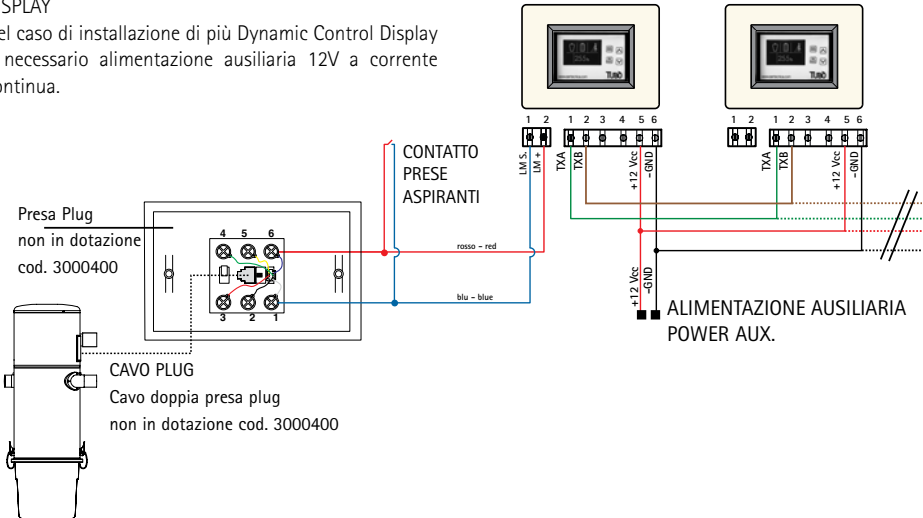 SPLAY
el caso di installazione di più Dynamic Control Display
necessario alimentazione ausiliaria 12V a corrente
ontinua.
TUBÒ
TUBÒ
1 2 1 2 3 4 5 6
1 2 1 2 3 4 5 6
LM S.
LM +
TXA
TXB
+12 Vcc
-GND
TXA
TXB
+12 Vcc
-GND
CONTATTO
PRESE
ASPIRANTI
Presa Plug
non in dotazione
cod. 3000400
4 5 6
3 2 1
rosso - red
blu - blue
+12 Vcc
-GND
ALIMENTAZIONE AUSILIARIA
POWER AUX.
CAVO PLUG
Cavo doppia presa plug
non in dotazione cod. 3000400